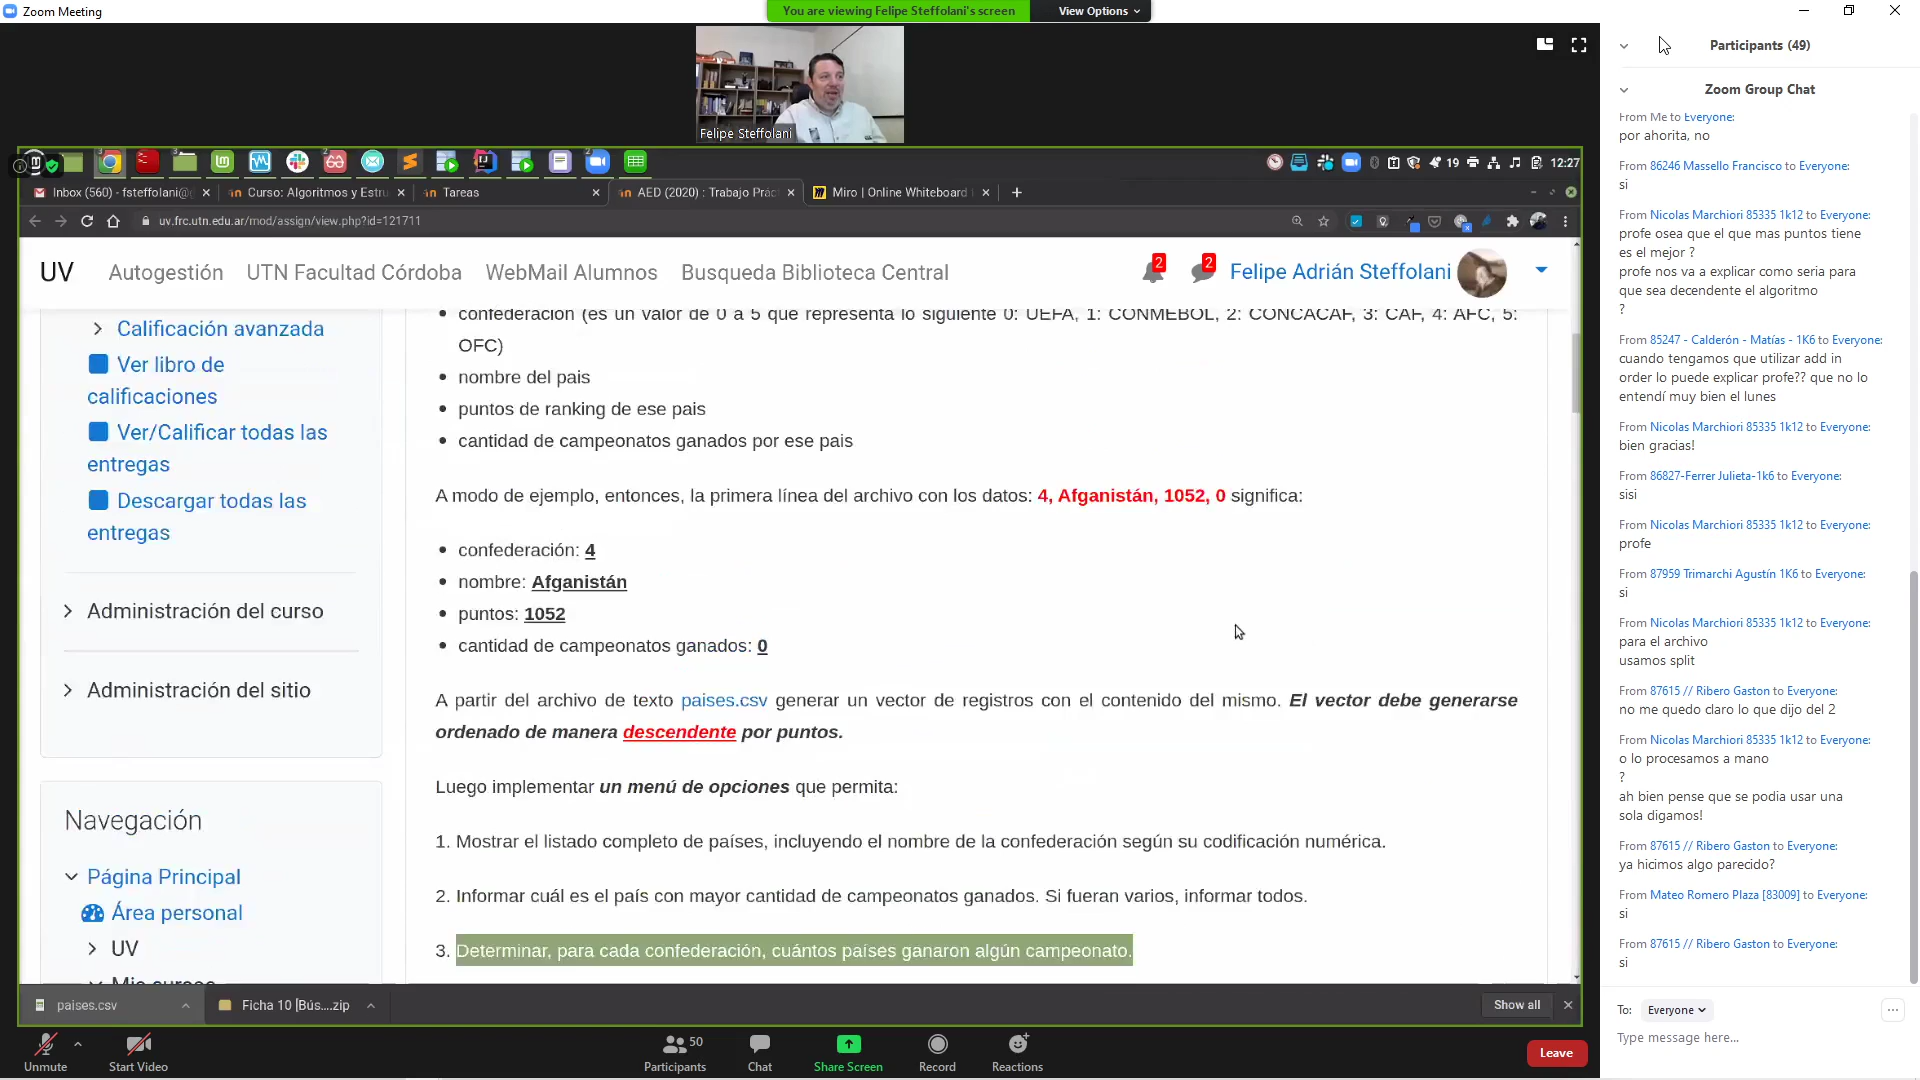 Zoom Meeting
You are viewing Felipe Steffolani's screen
View Options
Felipe Steffolani
12:27
19
Inbox (560) - fsteffolani@
Curso: Algoritmos y Estru
Tareas
AED (2020) : Trabajo Prác
Miro | Online Whiteboard
uv.frc.utn.edu.ar/mod/assign/view.php?id=121711
UV
Autogestión
UTN Facultad Córdoba
WebMail Alumnos
Busqueda Biblioteca Central
2
2
Felipe Adrián Steffolani
Calificación avanzada
Ver libro de
calificaciones
Ver/Calificar todas las
entregas
Descargar todas las
entregas
Administración del curso
Administración del sitio
Navegación
Página Principal
Área personal
UV
Mis cursos
confederación (es un valor de 0 a 5 que representa lo siguiente 0: UEFA, 1: CONMEBOL, 2: CONCACAF, 3: CAF, 4: AFC, 5:
OFC)
nombre del pais
puntos de ranking de ese pais
cantidad de campeonatos ganados por ese pais
A modo de ejemplo, entonces, la primera línea del archivo con los datos: 4, Afganistán, 1052, 0 significa:
confederación: 4
nombre: Afganistán
puntos: 1052
cantidad de campeonatos ganados: 0
A partir del archivo de texto paises.csv generar un vector de registros con el contenido del mismo. El vector debe generarse
ordenado de manera descendente por puntos.
Luego implementar un menú de opciones que permita:
1. Mostrar el listado completo de países, incluyendo el nombre de la confederación según su codificación numérica.
2. Informar cuál es el país con mayor cantidad de campeonatos ganados. Si fueran varios, informar todos.
3. Determinar, para cada confederación, cuántos países ganaron algún campeonato.
paises.csv
Ficha 10 [Bús....zip
Show all
Unmute
Start Video
Participants
50
Chat
Share Screen
Record
Reactions
Leave
Participants (49)
Zoom Group Chat
From Me to Everyone:
por ahorita, no
From 86246 Massello Francisco to Everyone:
si
From Nicolas Marchiori 85335 1k12 to Everyone:
profe osea que el que mas puntos tiene
es el mejor ?
profe nos va a explicar como seria para
que sea decendente el algoritmo
?
From 85247 - Calderón - Matías - 1K6 to Everyone:
cuando tengamos que utilizar add in
order lo puede explicar profe?? que no lo
entendí muy bien el lunes
From Nicolas Marchiori 85335 1k12 to Everyone:
bien gracias!
From 86827-Ferrer Julieta-1k6 to Everyone:
sisi
From Nicolas Marchiori 85335 1k12 to Everyone:
profe
From 87959 Trimarchi Agustín 1K6 to Everyone:
si
From Nicolas Marchiori 85335 1k12 to Everyone:
para el archivo
usamos split
From 87615 // Ribero Gaston to Everyone:
no me quedo claro lo que dijo del 2
From Nicolas Marchiori 85335 1k12 to Everyone:
o lo procesamos a mano
?
ah bien pense que se podia usar una
sola digamos!
From 87615 // Ribero Gaston to Everyone:
ya hicimos algo parecido?
From Mateo Romero Plaza [83009] to Everyone:
si
From 87615 // Ribero Gaston to Everyone:
si
To: Everyone
Type message here...